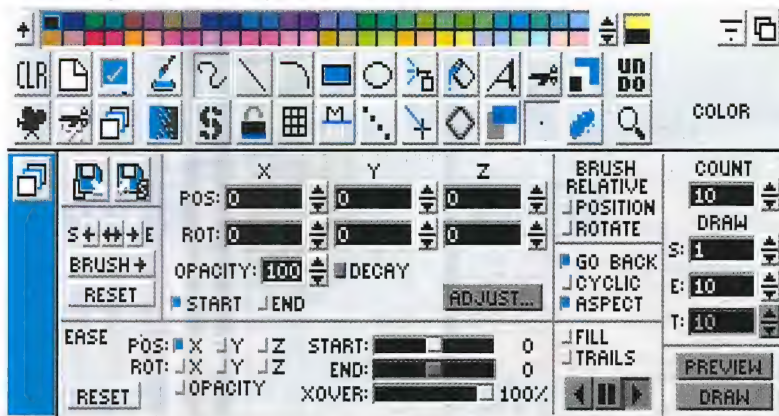 CLR
A
UN
DO
S
M
COLOR
X Y Z
POS: 0 0 0
ROT: 0 0 0
S E
BRUSH
RESET
OPACITY: 100 DECAY
START END
ADJUST...
BRUSH
RELATIVE
POSITION
ROTATE
GO BACK
CYCLIC
ASPECT
COUNT
10
DRAW
S: 1
E: 10
T: 10
EASE
POS: X Y Z
ROT: X Y Z
OPACITY
RESET
START: 0
END: 0
XOVER: 100%
FILL
TRAILS
PREVIEW
DRAW